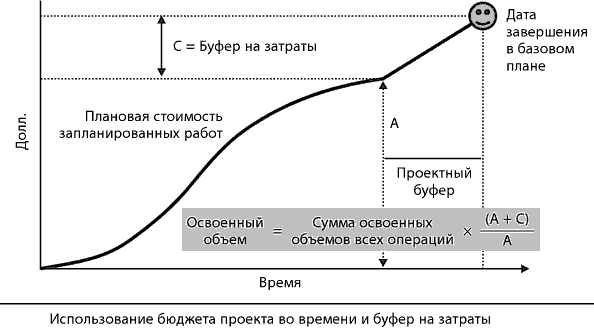 Дата
завершения
в базовом
плане
C = Буфер на затраты
Плановая стоимость
запланированных работ
Долл.
A
Проектный
буфер
Освоенный
объем
=
Сумма освоенных
объемов всех операций
×
(A + C)
A
Время
Использование бюджета проекта во времени и буфер на затраты